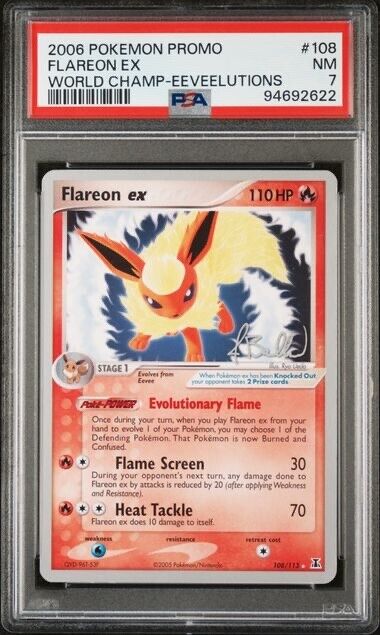 2006 POKEMON PROMO #108
FLAREON EX NM
WORLD CHAMP-EEVEELUTIONS 7
PSA 94692622
Flareon ex 110 HP
Illus. Ryo Ueda
STAGE 1 Evolves from Eevee
When Pokémon-ex has been Knocked Out,
your opponent takes 2 Prize cards.
Poké-POWER Evolutionary Flame
Once during your turn, when you play Flareon ex from your
hand to evolve 1 of your Pokémon, you may choose 1 of the
Defending Pokémon. That Pokémon is now Burned and
Confused.
Flame Screen 30
During your opponent's next turn, any damage done to
Flareon ex by attacks is reduced by 20 (after applying Weakness
and Resistance).
Heat Tackle 70
Flareon ex does 10 damage to itself.
weakness resistance retreat cost
©2005 Pokémon/Nintendo
108/113